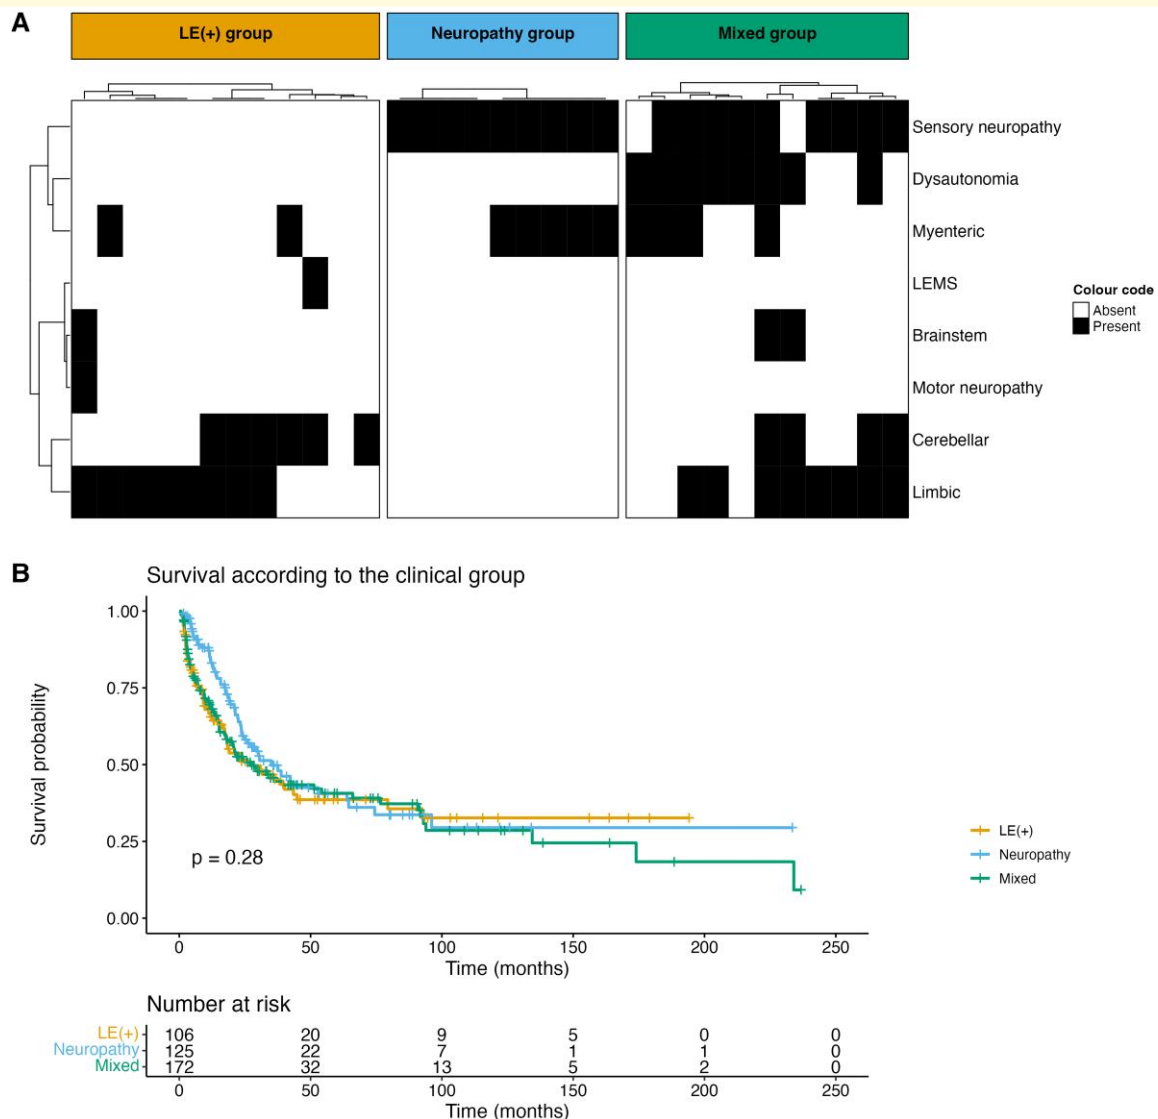 A
LE(+) group Neuropathy group Mixed group
Sensory neuropathy
Dysautonomia
Myenteric
LEMS
Brainstem
Motor neuropathy
Cerebellar
Limbic
Colour code
Absent
Present
B
Survival according to the clinical group
Survival probability
1.00
0.75
0.50
0.25
0.00
p = 0.28
0 50 100 150 200 250
Time (months)
LE(+)
Neuropathy
Mixed
Number at risk
LE(+) 106 20 9 5 0 0
Neuropathy 125 22 7 1 1 0
Mixed 172 32 13 5 2 0
0 50 100 150 200 250
Time (months)